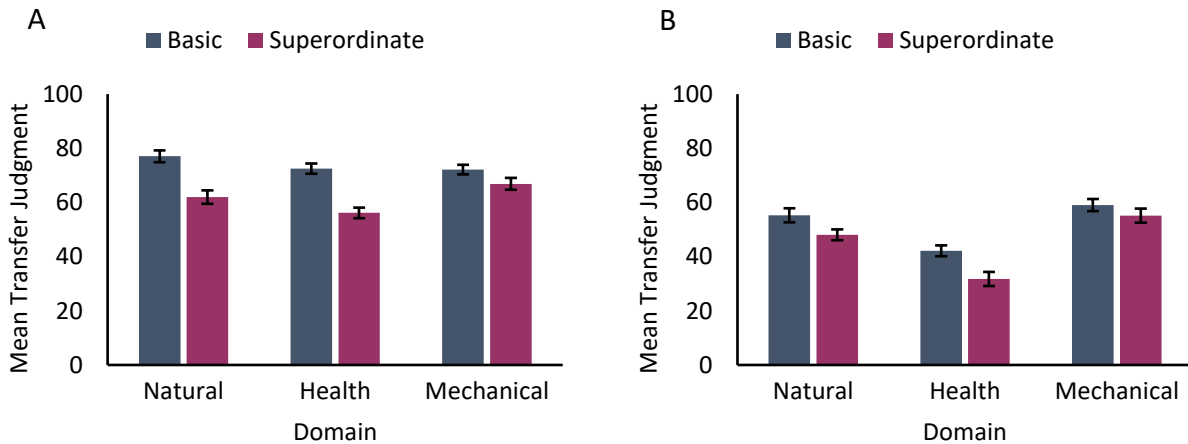 A
Basic Superordinate
Mean Transfer Judgment
100
80
60
40
20
0
Natural Health Mechanical
Domain
B
Basic Superordinate
Mean Transfer Judgment
100
80
60
40
20
0
Natural Health Mechanical
Domain